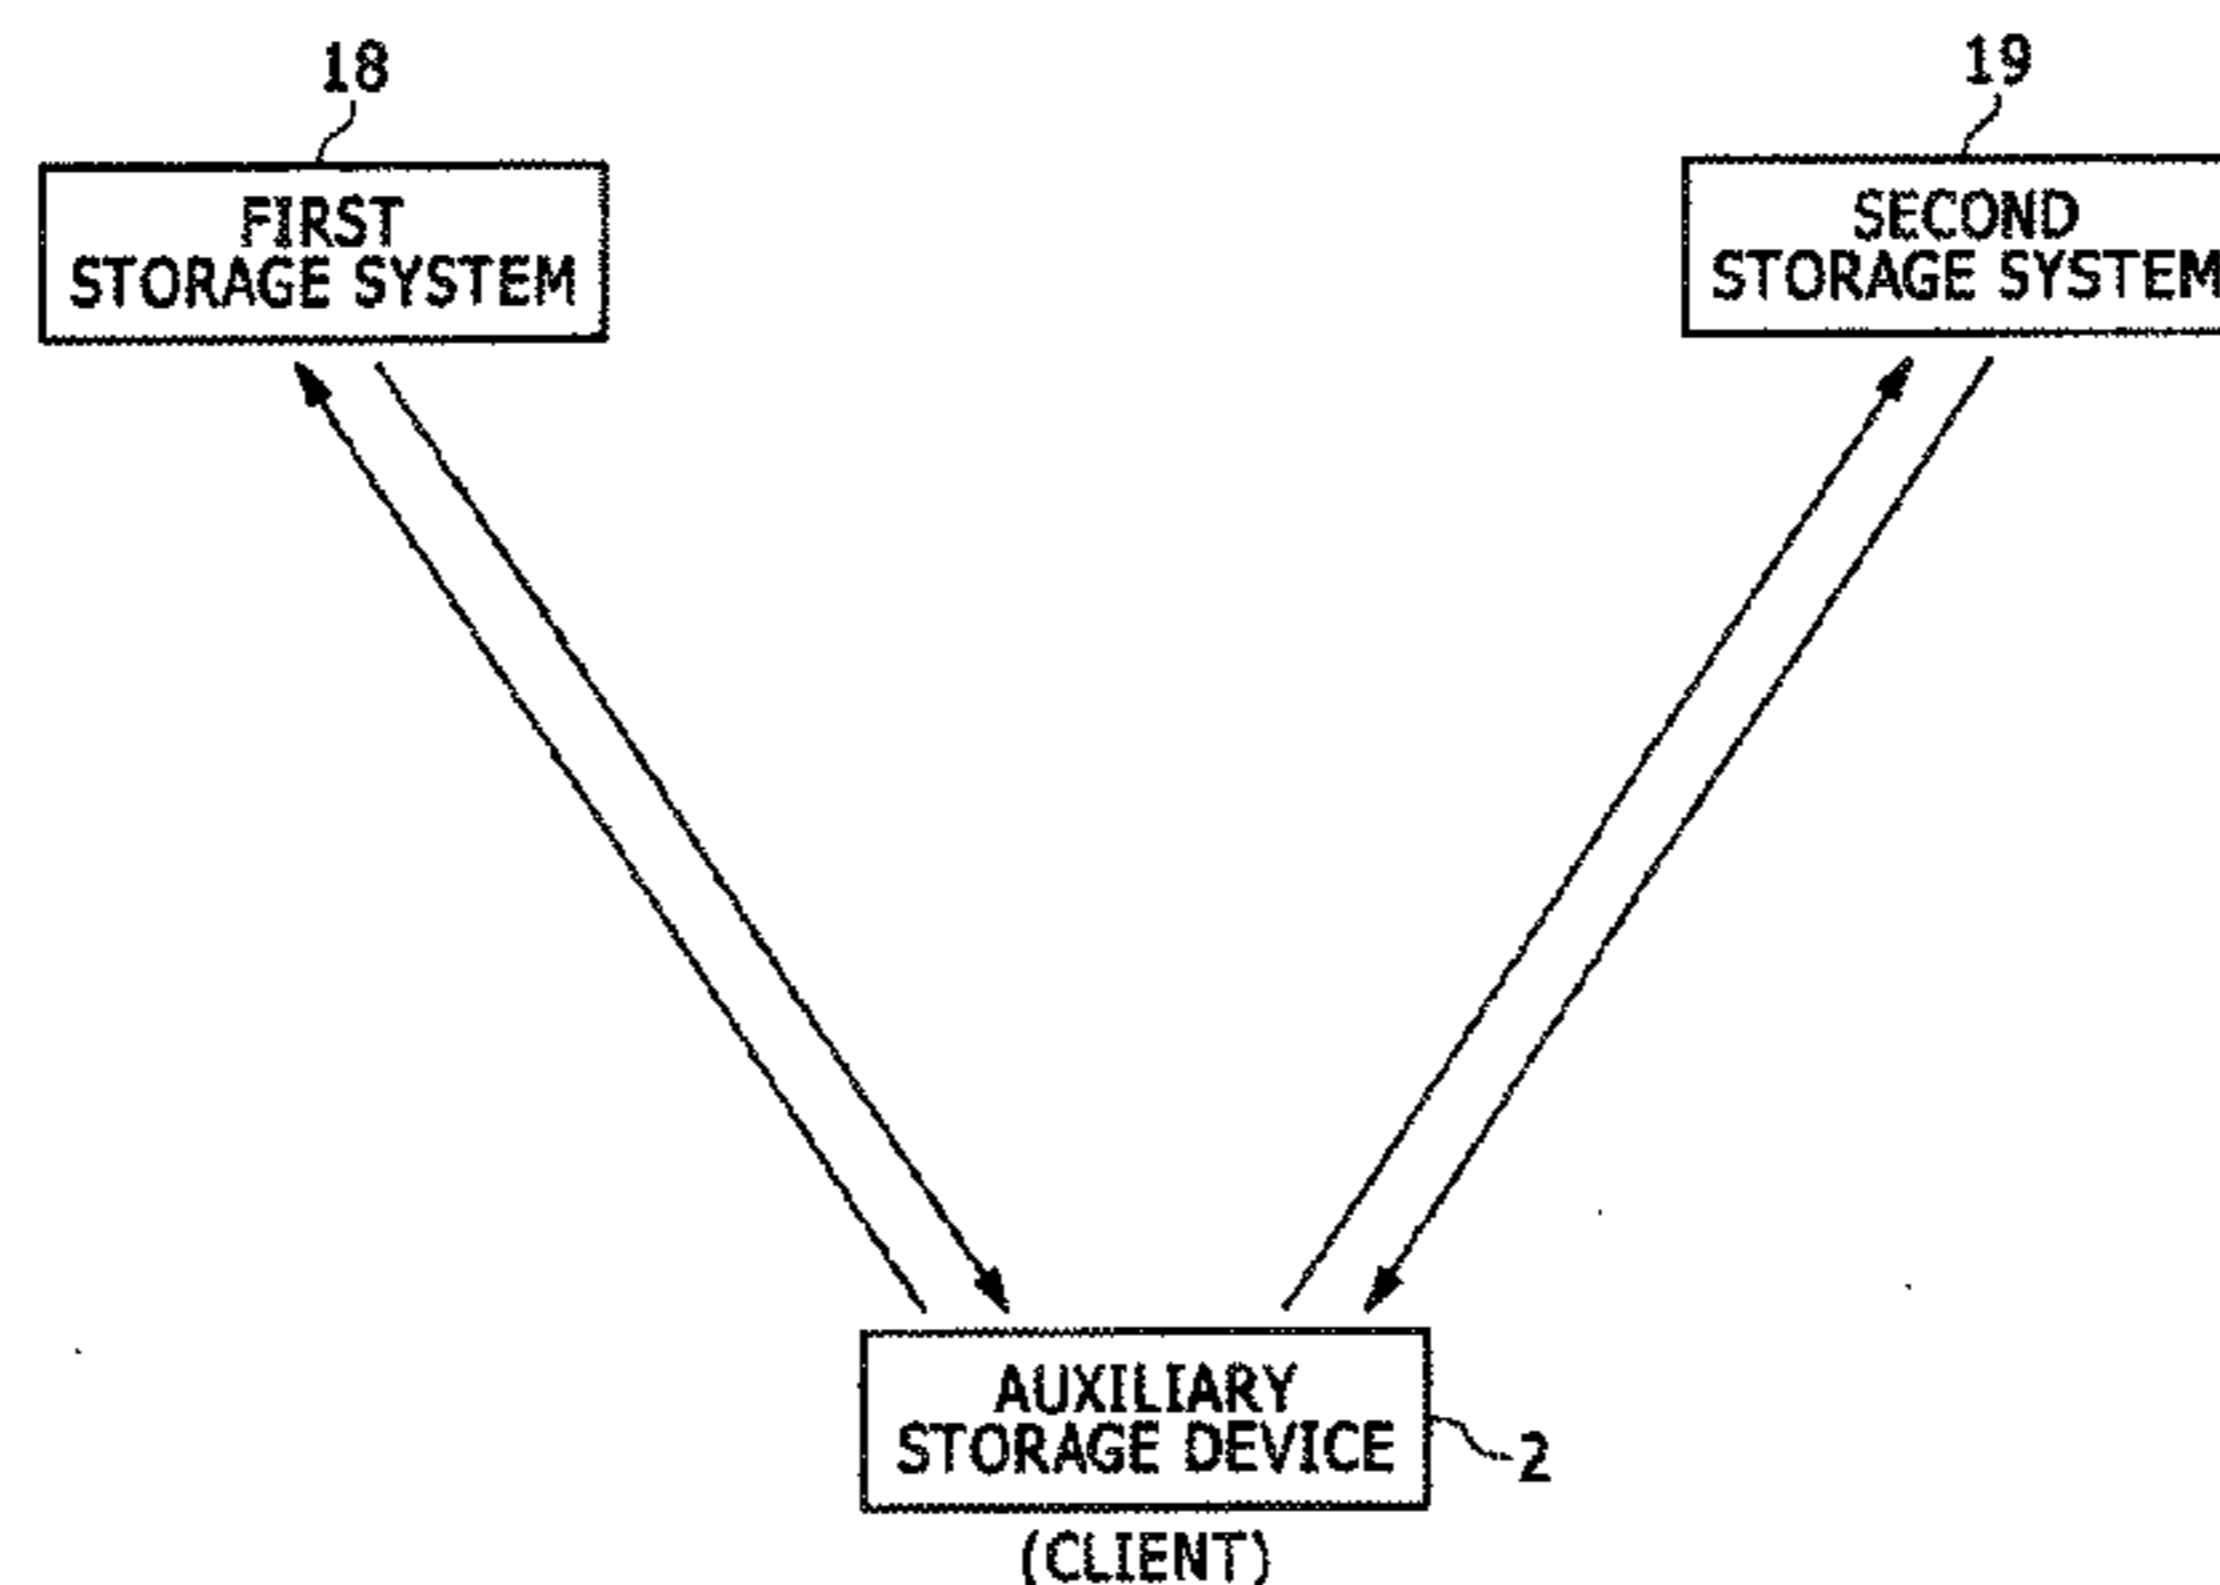 18
19
FIRST
STORAGE SYSTEM
SECOND
STORAGE SYSTEM
AUXILIARY
STORAGE DEVICE
2
(CLIENT)